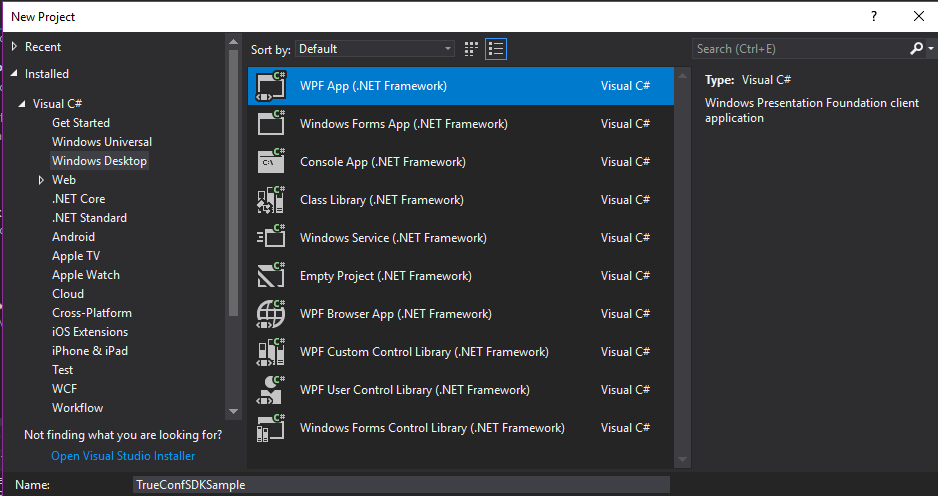 New Project
?
Recent
Installed
Visual C#
Get Started
Windows Universal
Windows Desktop
Web
.NET Core
.NET Standard
Android
Apple TV
Apple Watch
Cloud
Cross-Platform
iOS Extensions
iPhone & iPad
Test
WCF
Workflow
Not finding what you are looking for?
Open Visual Studio Installer
Sort by: Default
WPF App (.NET Framework) Visual C#
Windows Forms App (.NET Framework) Visual C#
Console App (.NET Framework) Visual C#
Class Library (.NET Framework) Visual C#
Windows Service (.NET Framework) Visual C#
Empty Project (.NET Framework) Visual C#
WPF Browser App (.NET Framework) Visual C#
WPF Custom Control Library (.NET Framework) Visual C#
WPF User Control Library (.NET Framework) Visual C#
Windows Forms Control Library (.NET Framework) Visual C#
Search (Ctrl+E)
Type: Visual C#
Windows Presentation Foundation client
application
Name: TrueConfSDKSample